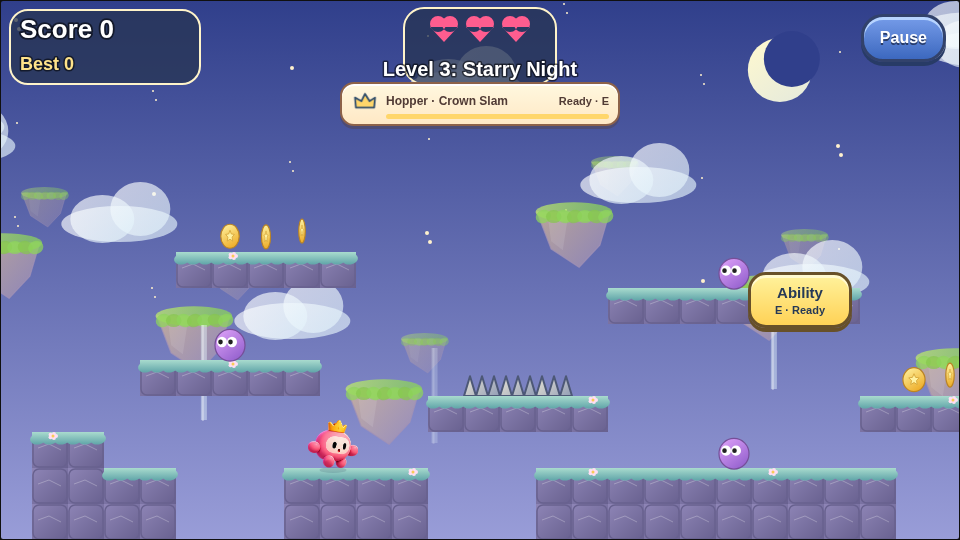 Score 0
Best 0
Level 3: Starry Night
Hopper · Crown Slam
Ready · E
Pause
Ability
E · Ready